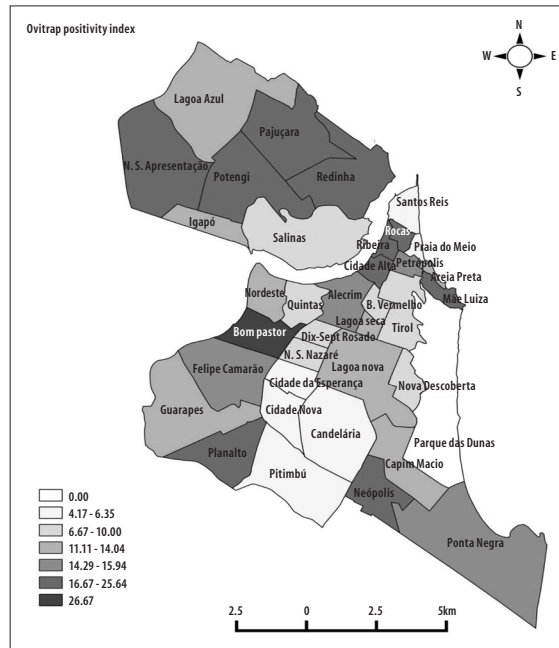 Ovitrap positivity index
N
W E
S
Lagoa Azul
Pajuçara
N. S. Apresentação
Potengi
Redinha
Igapó
Salinas
Santos Reis
Rocas
Ribeira
Praia do Meio
Cidade Alta
Petrópolis
Areia Preta
Mãe Luiza
Nordeste
Quintas
Alecrim
B. Vermelho
Lagoa seca
Tirol
Bom pastor
Dix-Sept Rosado
N. S. Nazaré
Lagoa nova
Felipe Camarão
Cidade da Esperança
Nova Descoberta
Guarapes
Cidade Nova
Candelária
Parque das Dunas
Planalto
Capim Macio
Pitimbú
Neópolis
Ponta Negra
0.00
4.17 - 6.35
6.67 - 10.00
11.11 - 14.04
14.29 - 15.94
16.67 - 25.64
26.67
2.5 0 2.5 5km